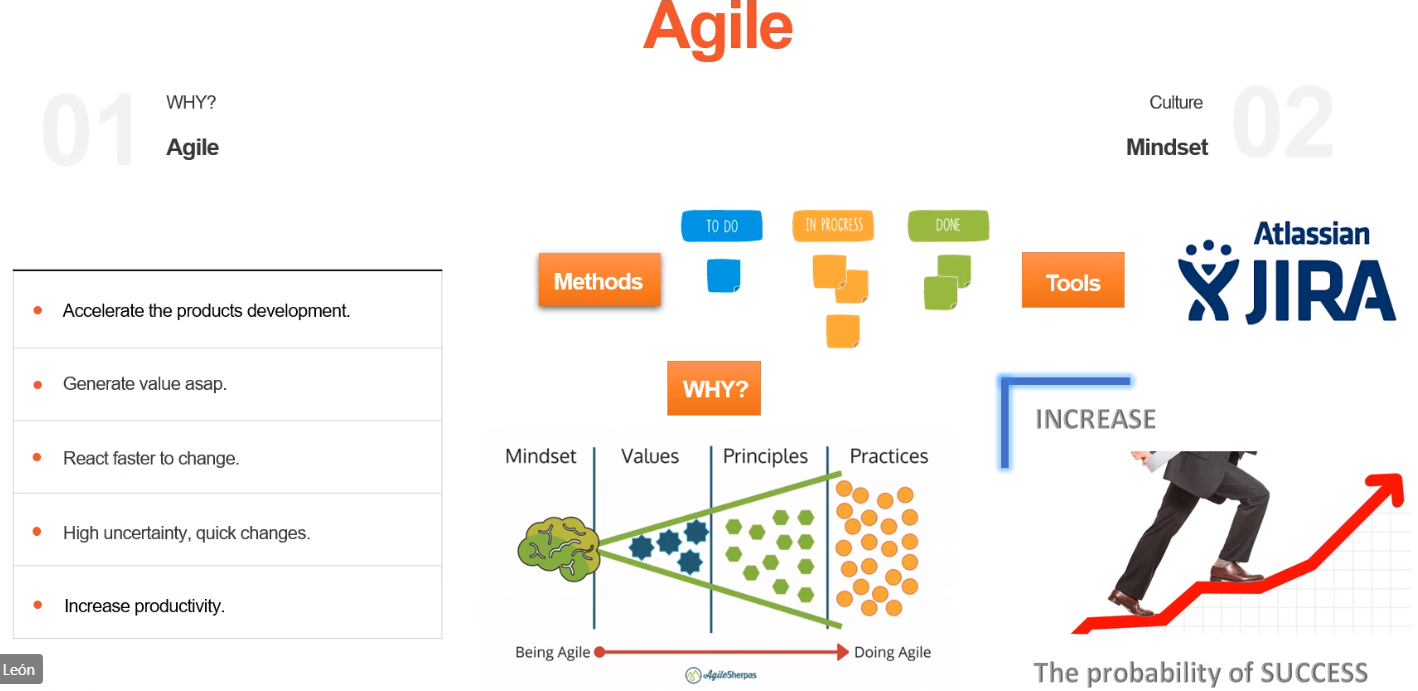 Agile
01
WHY?
Agile
Culture
Mindset
02
Accelerate the products development.
Generate value asap.
React faster to change.
High uncertainty, quick changes.
Increase productivity.
TO DO
IN PROGRESS
DONE
Methods
Tools
Atlassian
JIRA
WHY?
Mindset
Values
Principles
Practices
Being Agile
Doing Agile
AgileSherpas
INCREASE
The probability of SUCCESS
León